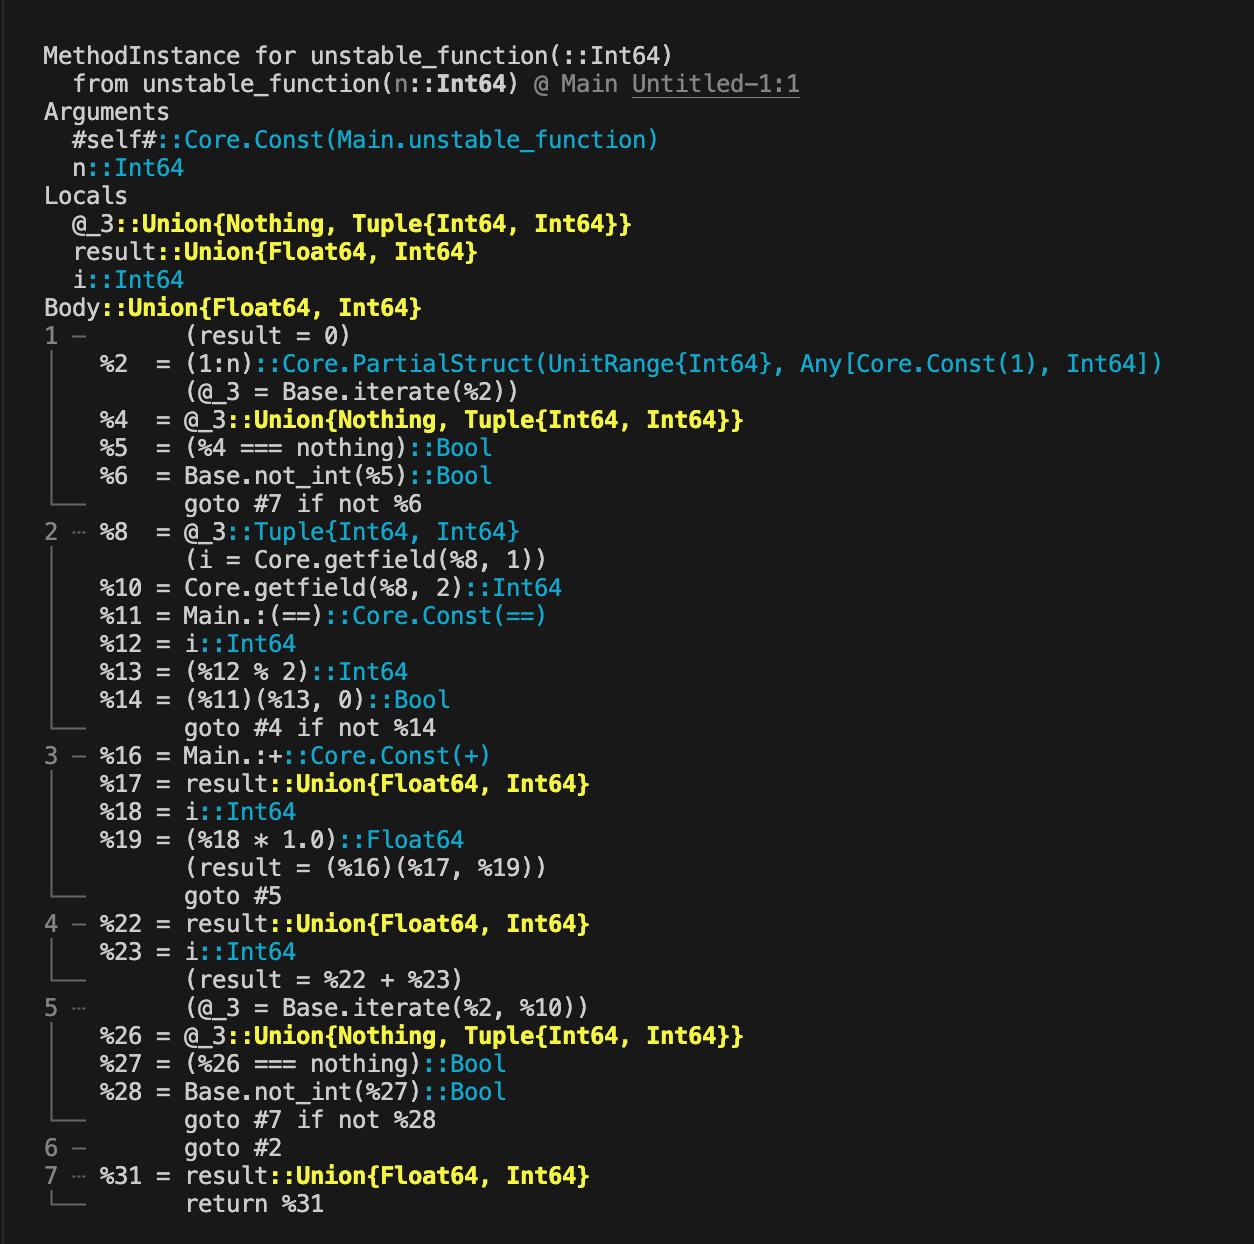 MethodInstance for unstable_function(::Int64)
  from unstable_function(n::Int64) @ Main Untitled-1:1
Arguments
  #self#::Core.Const(Main.unstable_function)
  n::Int64
Locals
  @_3::Union{Nothing, Tuple{Int64, Int64}}
  result::Union{Float64, Int64}
  i::Int64
Body::Union{Float64, Int64}
1 ─       (result = 0)
│   %2  = (1:n)::Core.PartialStruct(UnitRange{Int64}, Any[Core.Const(1), Int64])
│         (@_3 = Base.iterate(%2))
│   %4  = @_3::Union{Nothing, Tuple{Int64, Int64}}
│   %5  = (%4 === nothing)::Bool
│   %6  = Base.not_int(%5)::Bool
└──       goto #7 if not %6
2 ┄ %8  = @_3::Tuple{Int64, Int64}
│         (i = Core.getfield(%8, 1))
│   %10 = Core.getfield(%8, 2)::Int64
│   %11 = Main.:(==)::Core.Const(==)
│   %12 = i::Int64
│   %13 = (%12 % 2)::Int64
│   %14 = (%11)(%13, 0)::Bool
└──       goto #4 if not %14
3 ─ %16 = Main.:+::Core.Const(+)
│   %17 = result::Union{Float64, Int64}
│   %18 = i::Int64
│   %19 = (%18 * 1.0)::Float64
│         (result = (%16)(%17, %19))
└──       goto #5
4 ─ %22 = result::Union{Float64, Int64}
│   %23 = i::Int64
└──       (result = %22 + %23)
5 ┄       (@_3 = Base.iterate(%2, %10))
│   %26 = @_3::Union{Nothing, Tuple{Int64, Int64}}
│   %27 = (%26 === nothing)::Bool
│   %28 = Base.not_int(%27)::Bool
└──       goto #7 if not %28
6 ─       goto #2
7 ┄ %31 = result::Union{Float64, Int64}
└──       return %31